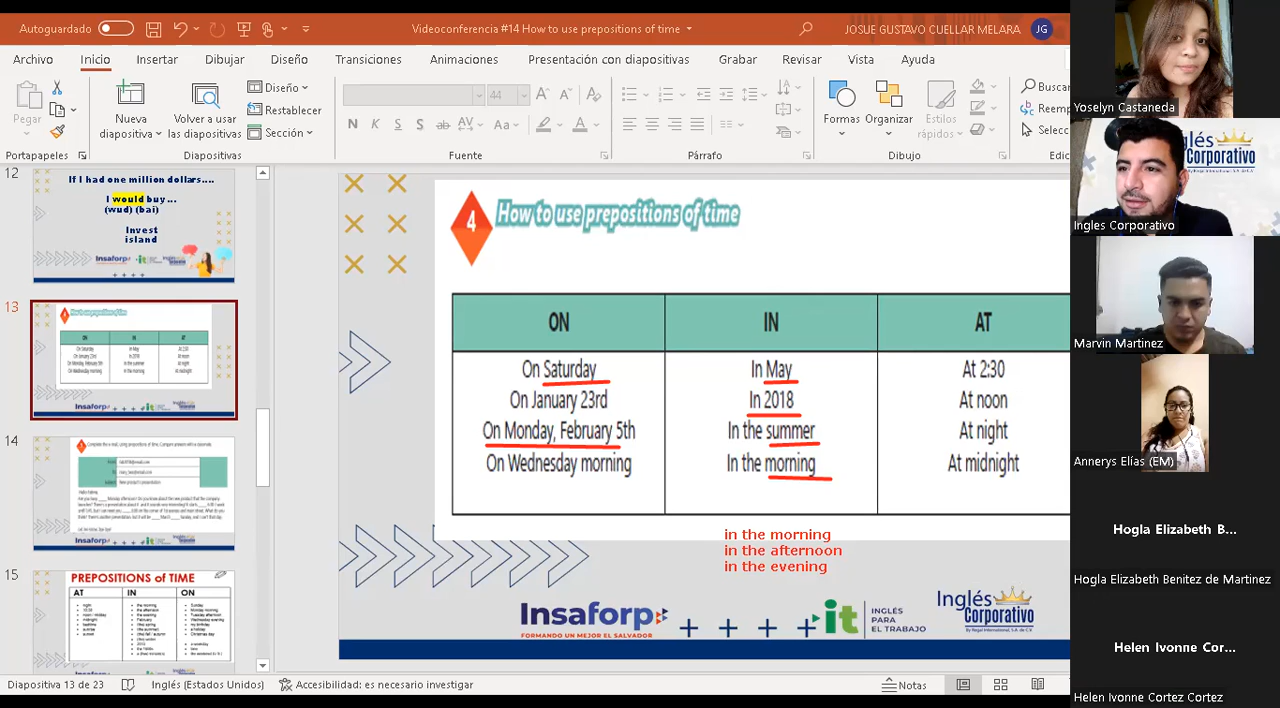 Autoguardado
Videoconferencia #14 How to use prepositions of time
JOSUE GUSTAVO CUELLAR MELARA
JG
Archivo Inicio Insertar Dibujar Diseño Transiciones Animaciones Presentación con diapositivas Grabar Revisar Vista Ayuda
Pegar
Nueva diapositiva
Volver a usar las diapositivas
Diseño
Restablecer
Sección
44
N K S S ab AV Aa A
Formas Organizar Estilos rápidos
Portapapeles Diapositivas Fuente Párrafo Dibujo
12
If I had one million dollars....
I would buy ...
(wud) (bai)
Invest
island
13
14
15
PREPOSITIONS of TIME
AT IN ON
4
How to use prepositions of time
ON IN AT
On Saturday In May At 2:30
On January 23rd In 2018 At noon
On Monday, February 5th In the summer At night
On Wednesday morning In the morning At midnight
in the morning
in the afternoon
in the evening
Insaforp
FORMANDO UN MEJOR EL SALVADOR
it INGLÉS PARA EL TRABAJO
Inglés Corporativo
Diapositiva 13 de 23
Inglés (Estados Unidos)
Accesibilidad: es necesario investigar
Notas
Yoselyn Castaneda
Ingles Corporativo
Marvin Martinez
Annerys Elías (EM)
Hogla Elizabeth B...
Hogla Elizabeth Benitez de Martinez
Helen Ivonne Cor...
Helen Ivonne Cortez Cortez